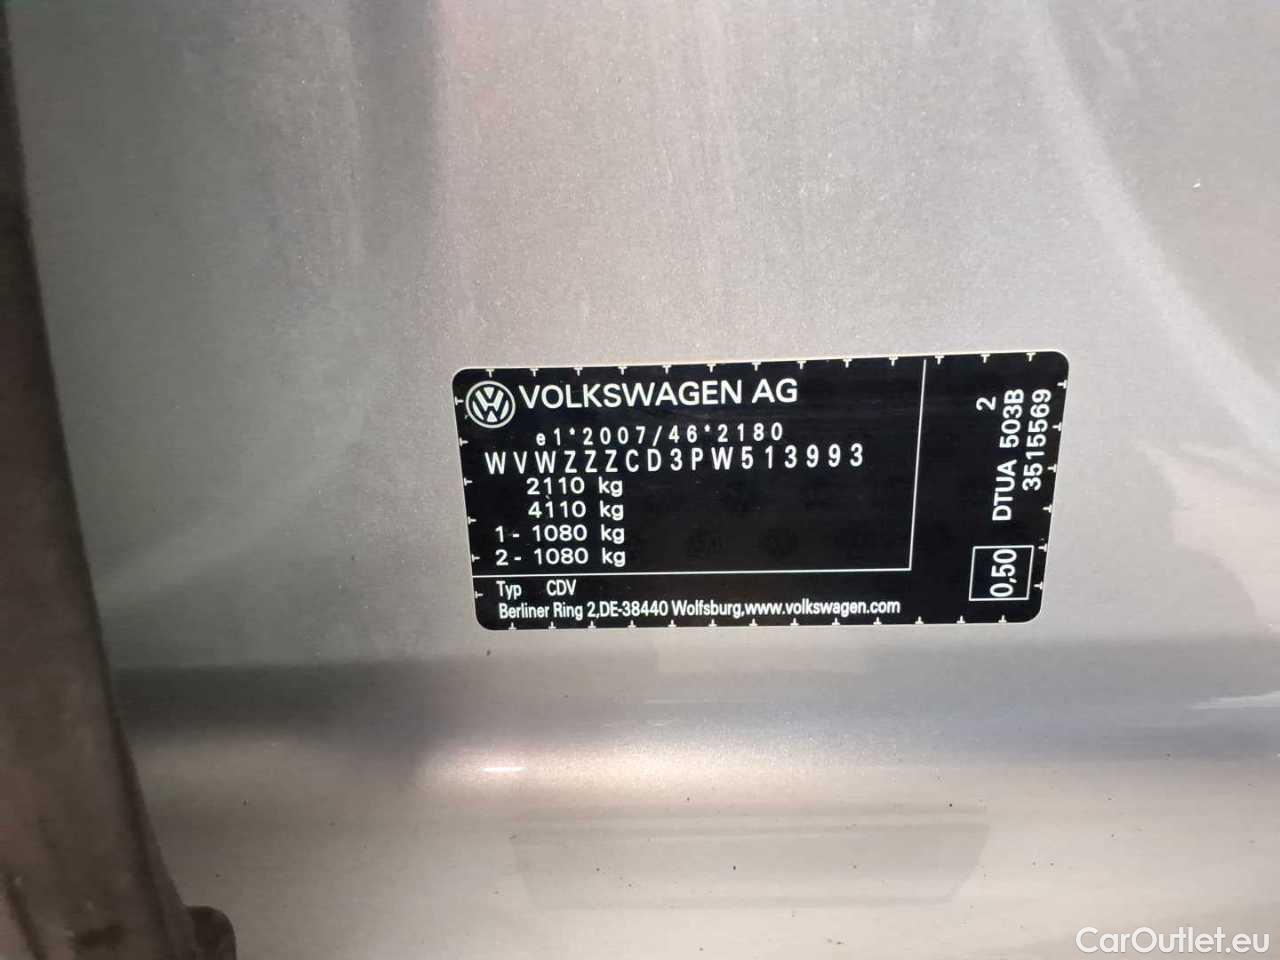 VOLKSWAGEN AG
e1*2007/46*2180
WVWZZZCD3PW513993
2110 kg
4110 kg
1 - 1080 kg
2 - 1080 kg
Typ CDV
Berliner Ring 2,DE-38440 Wolfsburg,www.volkswagen.com
2
DTUA 503B
3515569
0,50
CarOutlet.eu